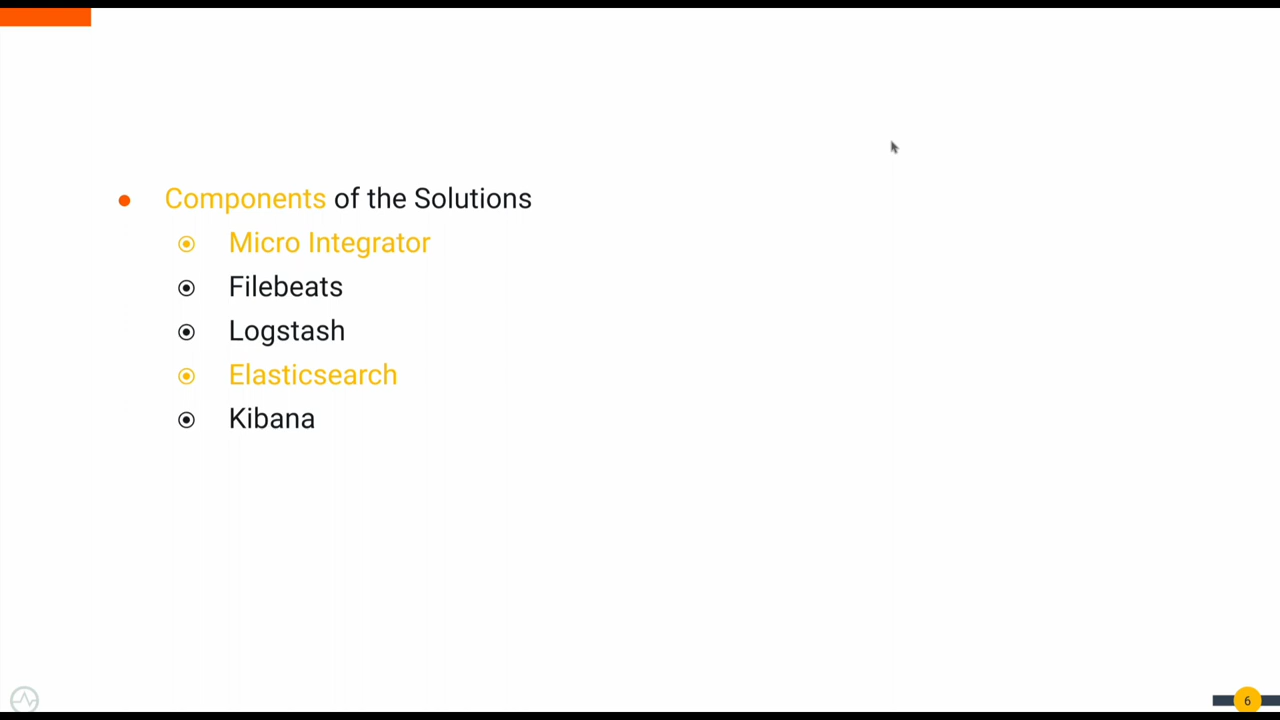 Components of the Solutions
Micro Integrator
Filebeats
Logstash
Elasticsearch
Kibana
6